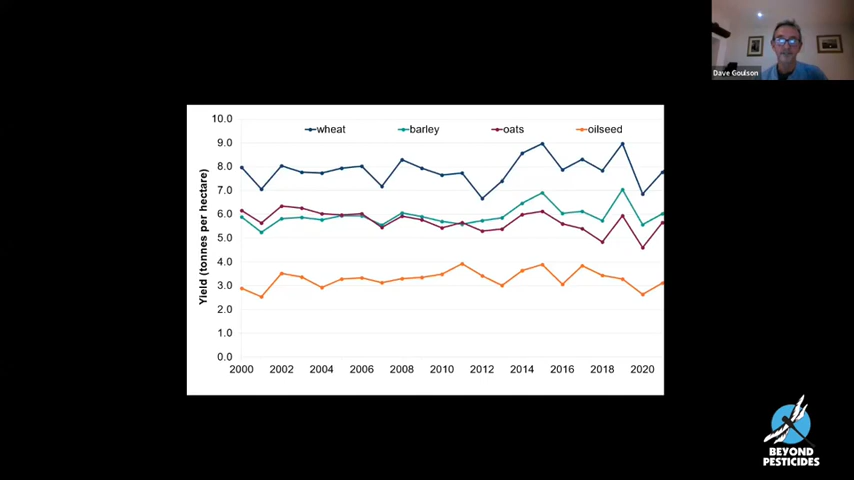 Dave Goulson
wheat barley oats oilseed
Yield (tonnes per hectare)
10.0
9.0
8.0
7.0
6.0
5.0
4.0
3.0
2.0
1.0
0.0
2000 2002 2004 2006 2008 2010 2012 2014 2016 2018 2020
BEYOND
PESTICIDES